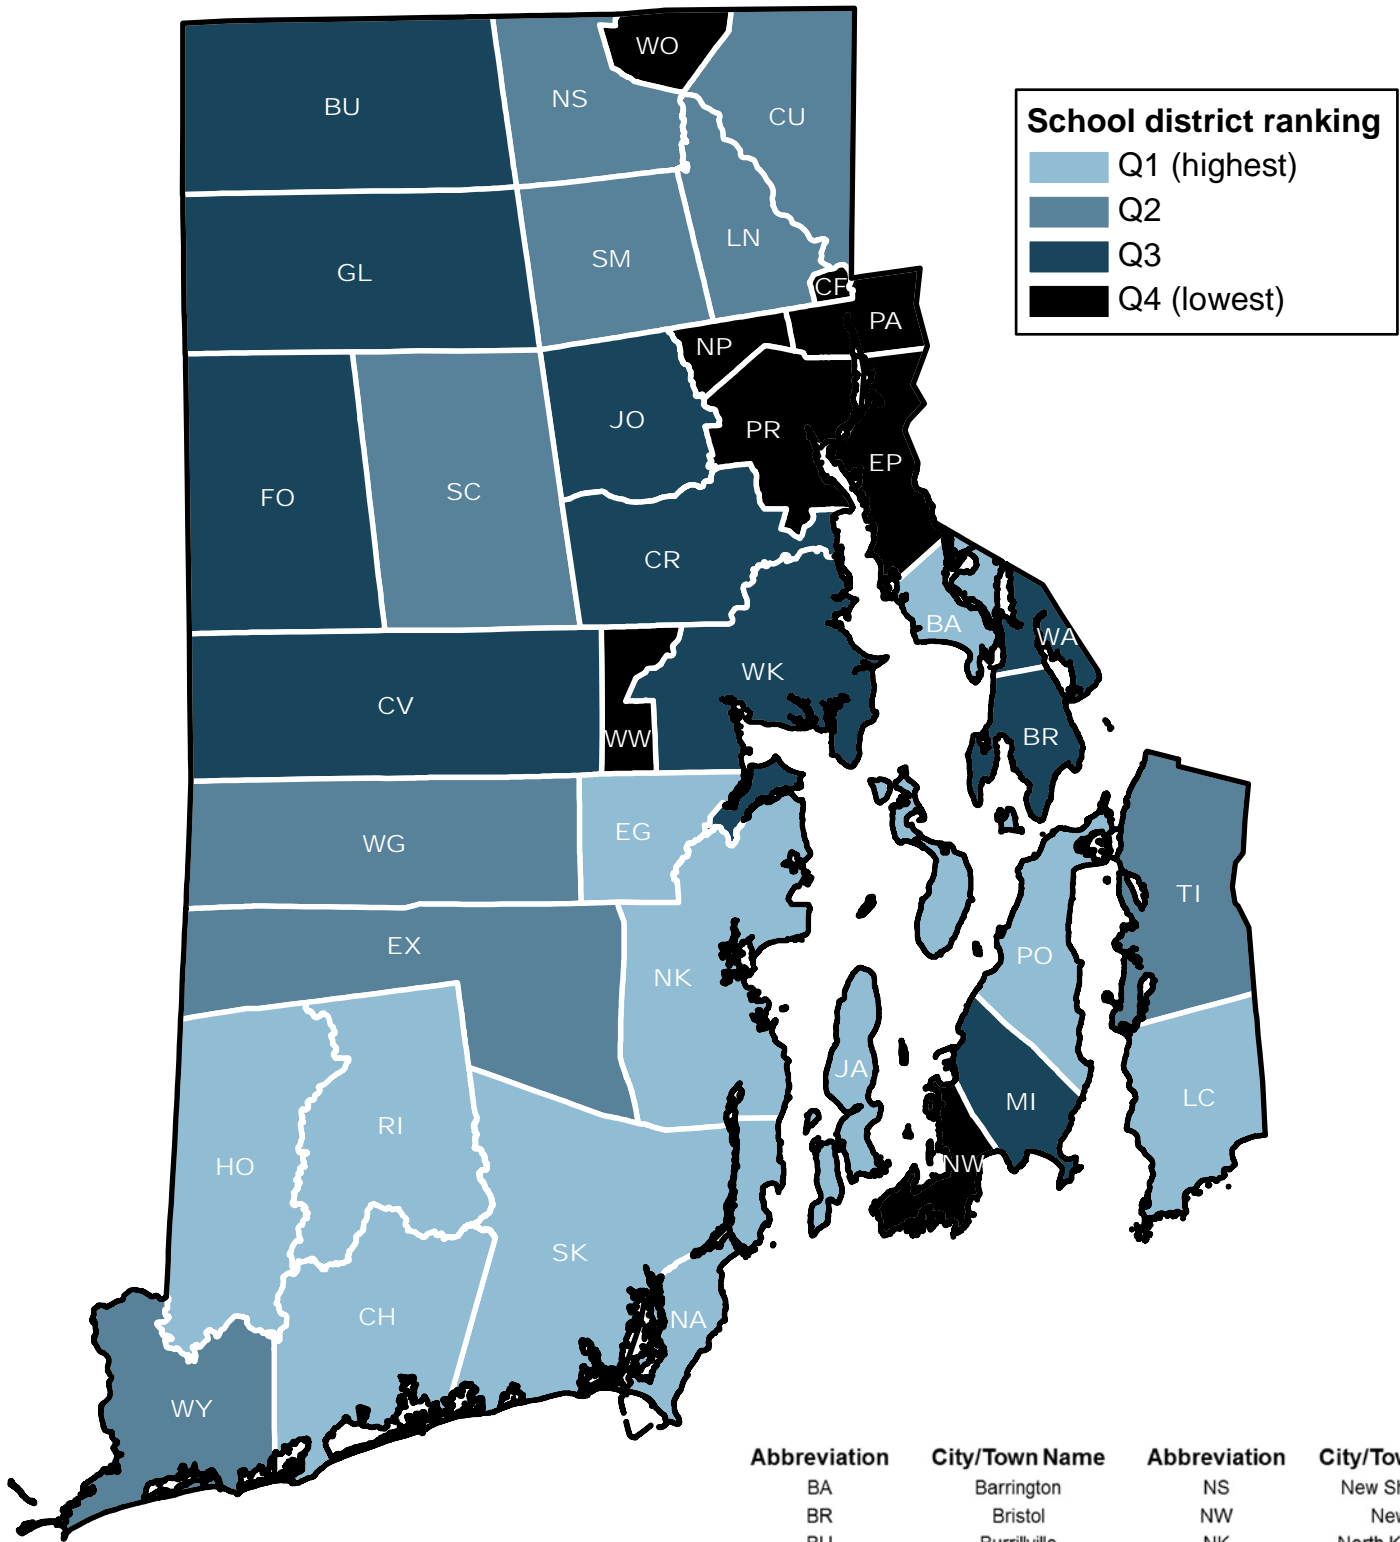 WO
BU
NS
CU
School district ranking
Q1 (highest)
Q2
Q3
Q4 (lowest)
LN
SM
GL
CF
PA
NP
JO
PR
EP
SC
FO
CR
BA
WA
WK
CV
WW
BR
EG
WG
TI
EX
PO
NK
JA
LC
MI
RI
NW
HO
SK
CH
NA
WY
Abbreviation City/Town Name Abbreviation
BA Barrington NS New
BR Bristol NW